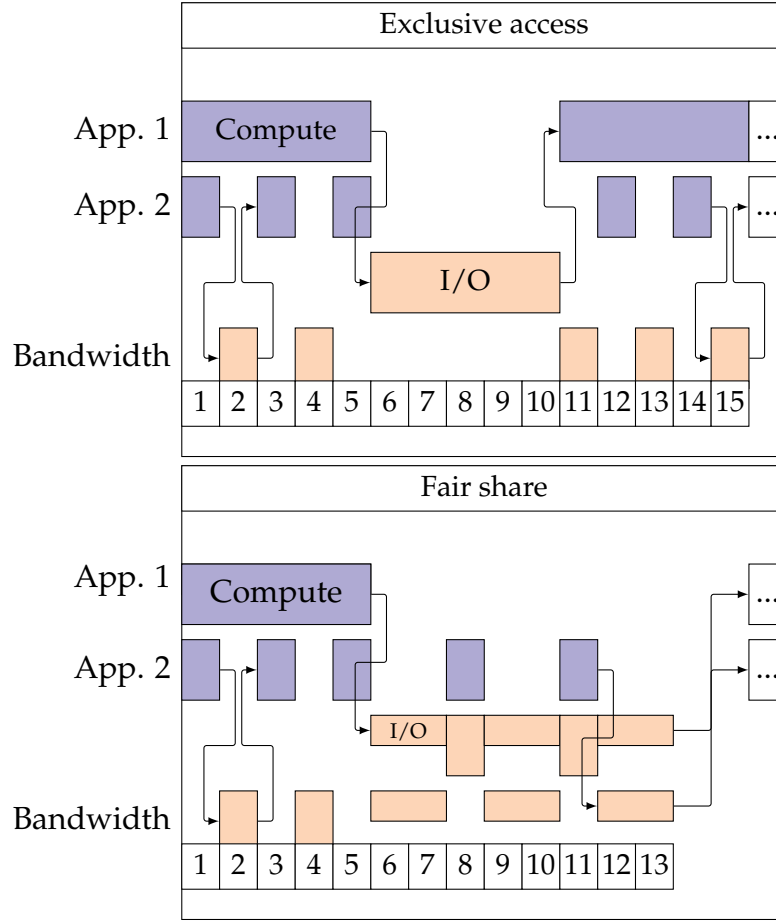 Exclusive access
App. 1
Compute
...
App. 2
...
I/O
Bandwidth
1 2 3 4 5 6 7 8 9 10 11 12 13 14 15
Fair share
App. 1
Compute
...
App. 2
...
I/O
Bandwidth
1 2 3 4 5 6 7 8 9 10 11 12 13